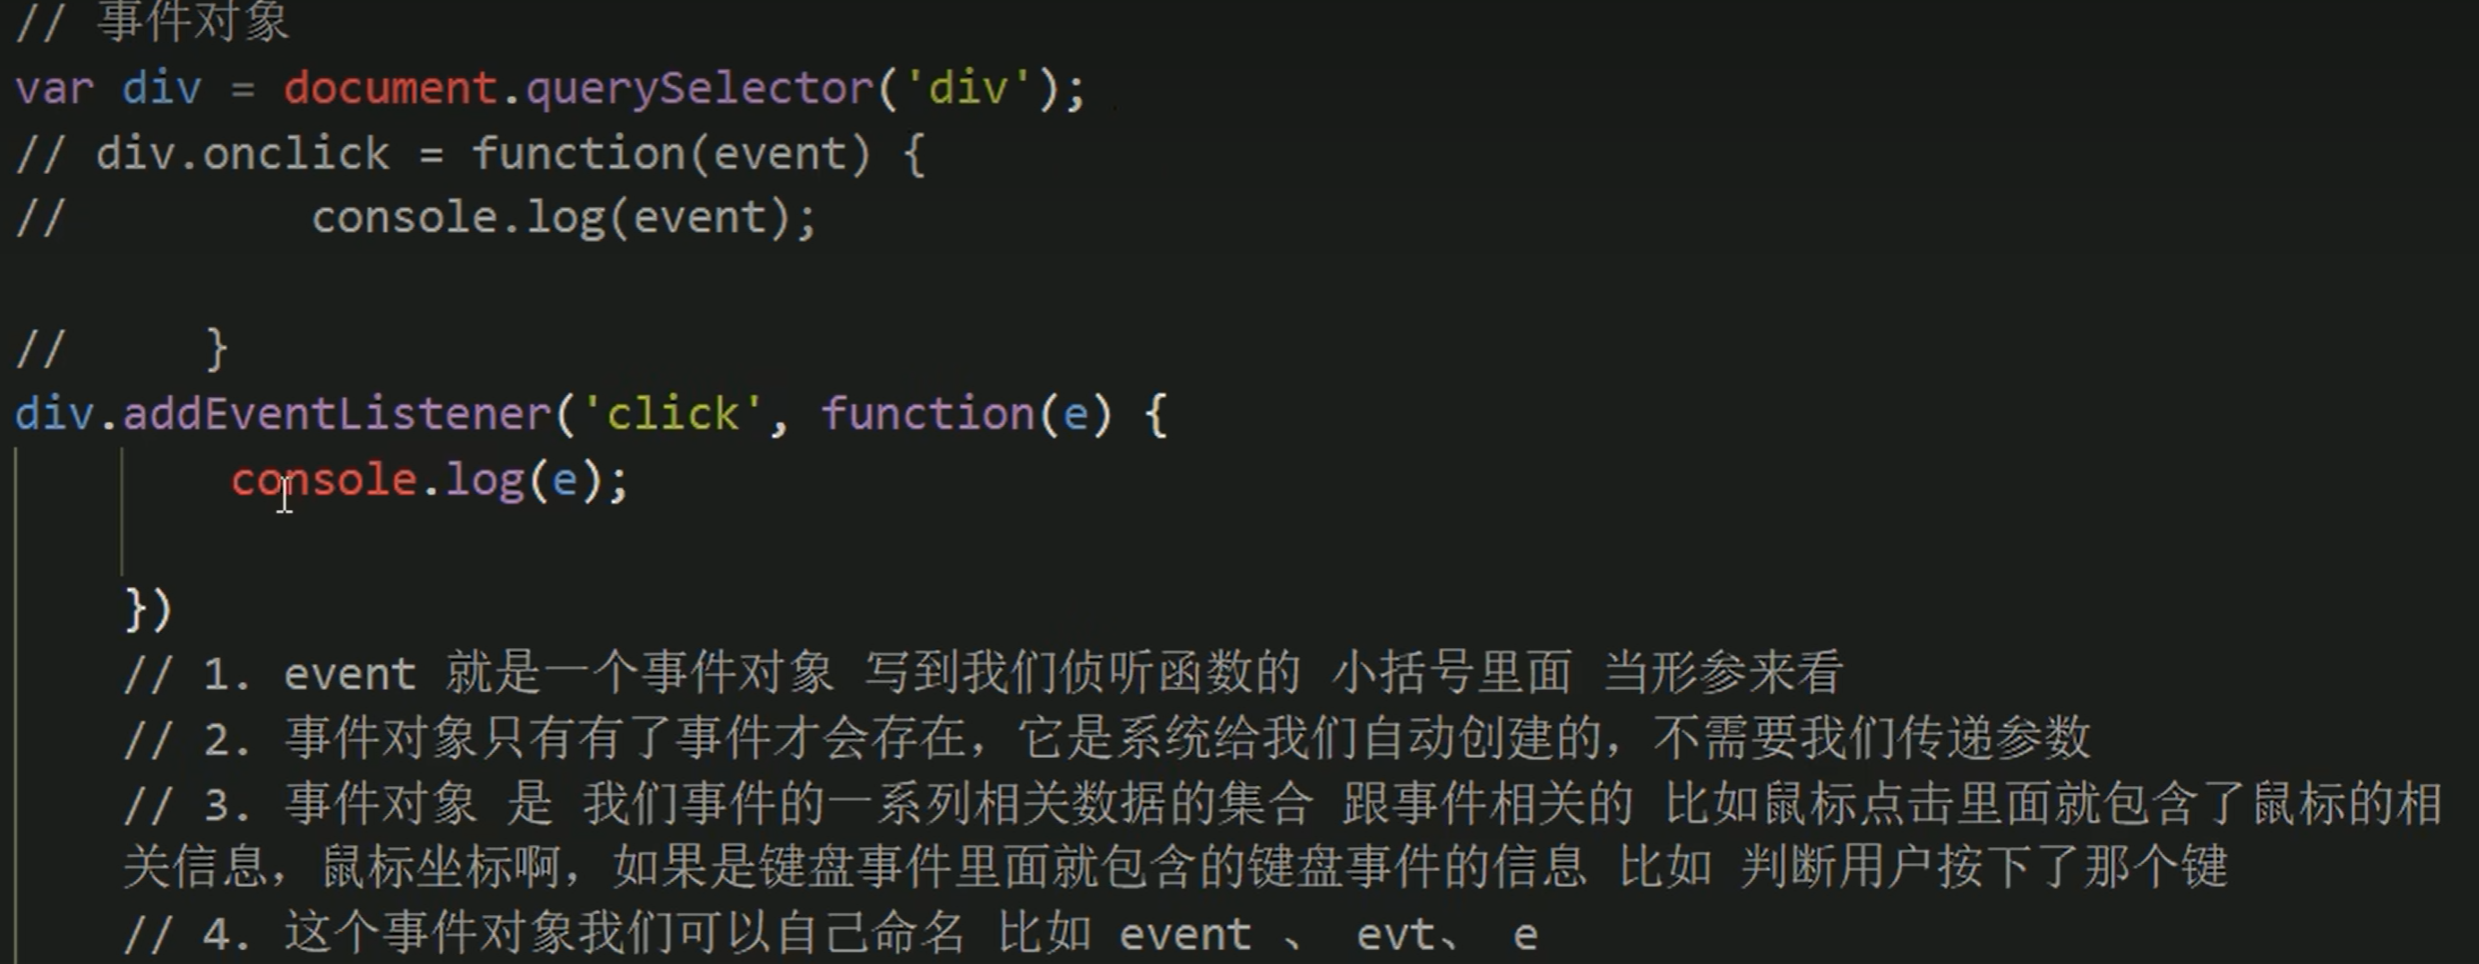 // 事件对象
var div = document.querySelector('div');
// div.onclick = function(event) {
//         console.log(event);
//     }
div.addEventListener('click', function(e) {
console.log(e);
})
// 1. event 就是一个事件对象 写到我们侦听函数的 小括号里面 当形参来看
// 2. 事件对象只有有了事件才会存在，它是系统给我们自动创建的，不需要我们传递参数
// 3. 事件对象 是 我们事件的一系列相关数据的集合 跟事件相关的 比如鼠标点击里面就包含了鼠标的相
关信息，鼠标坐标啊，如果是键盘事件里面就包含的键盘事件的信息 比如 判断用户按下了那个键
// 4. 这个事件对象我们可以自己命名 比如 event 、 evt、 e